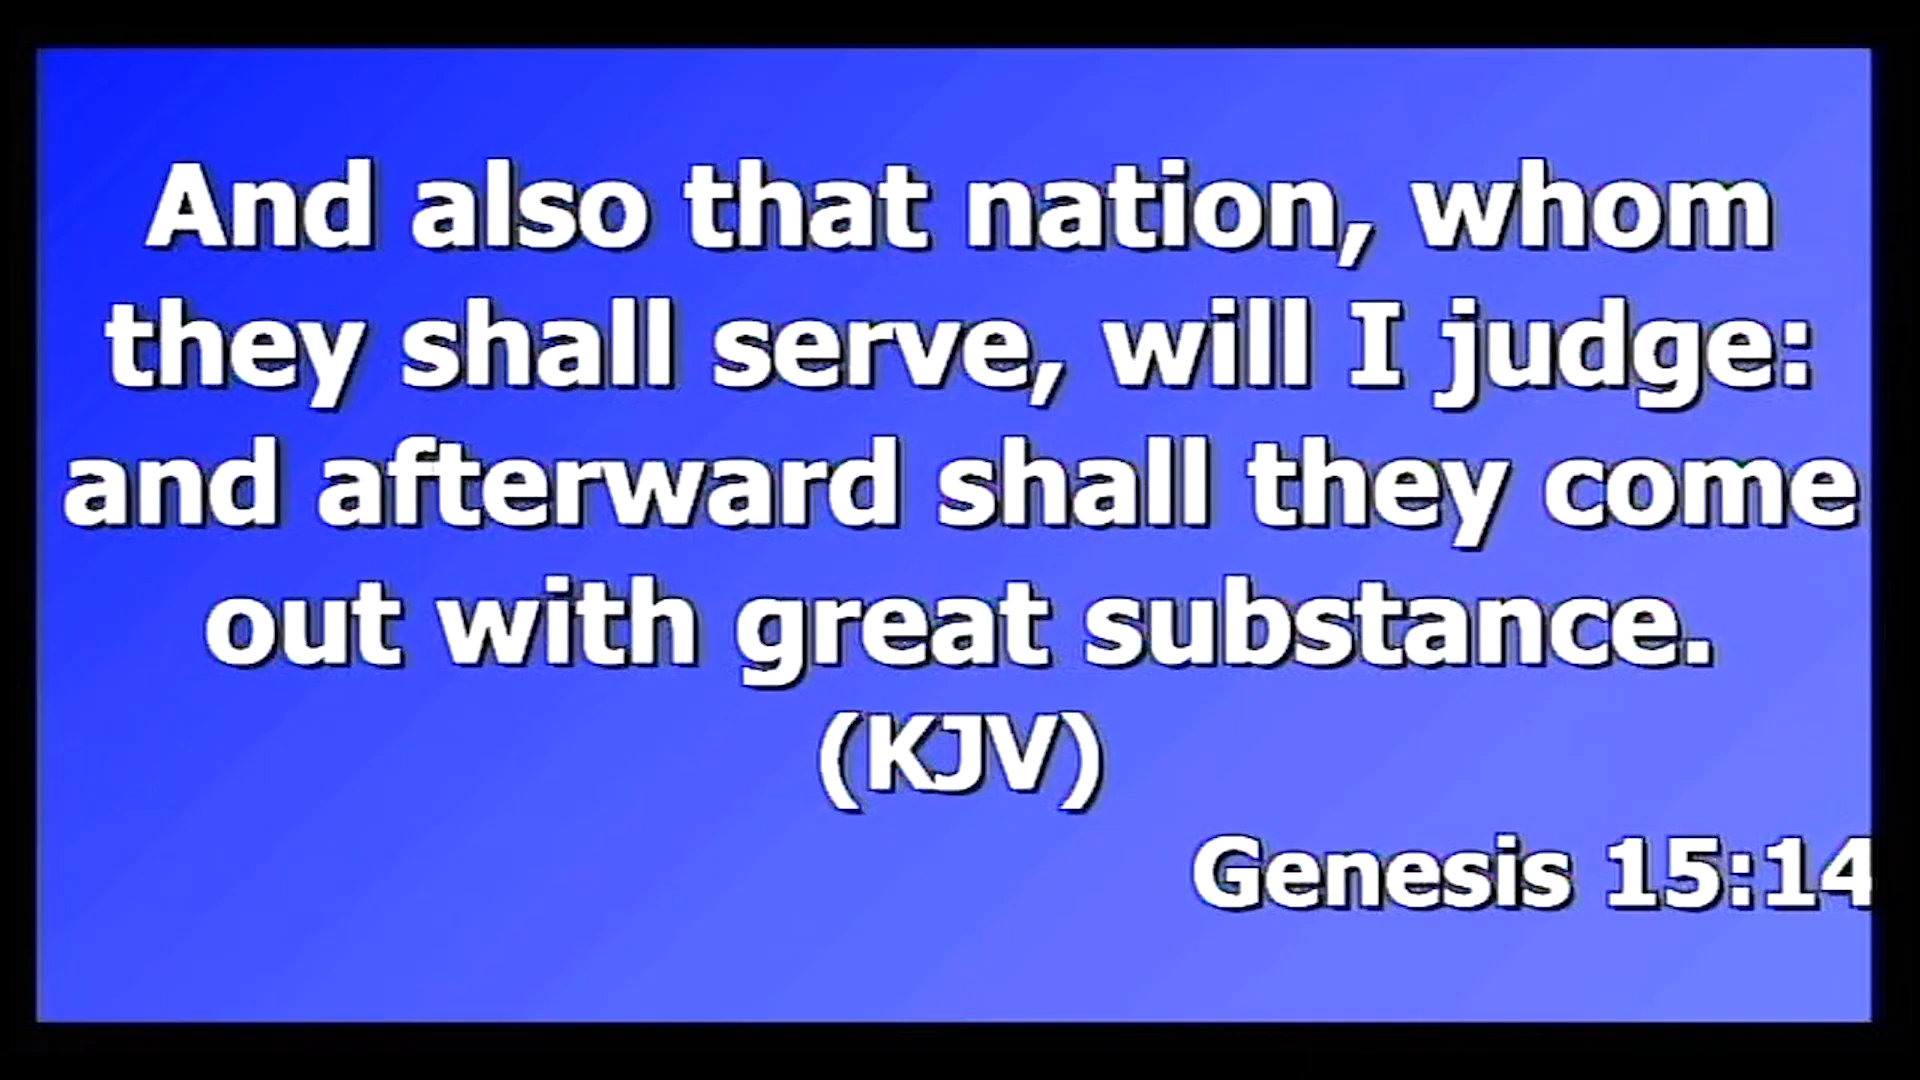 And also that nation, whom
they shall serve, will I judge:
and afterward shall they come
out with great substance.
(KJV)
Genesis 15:14